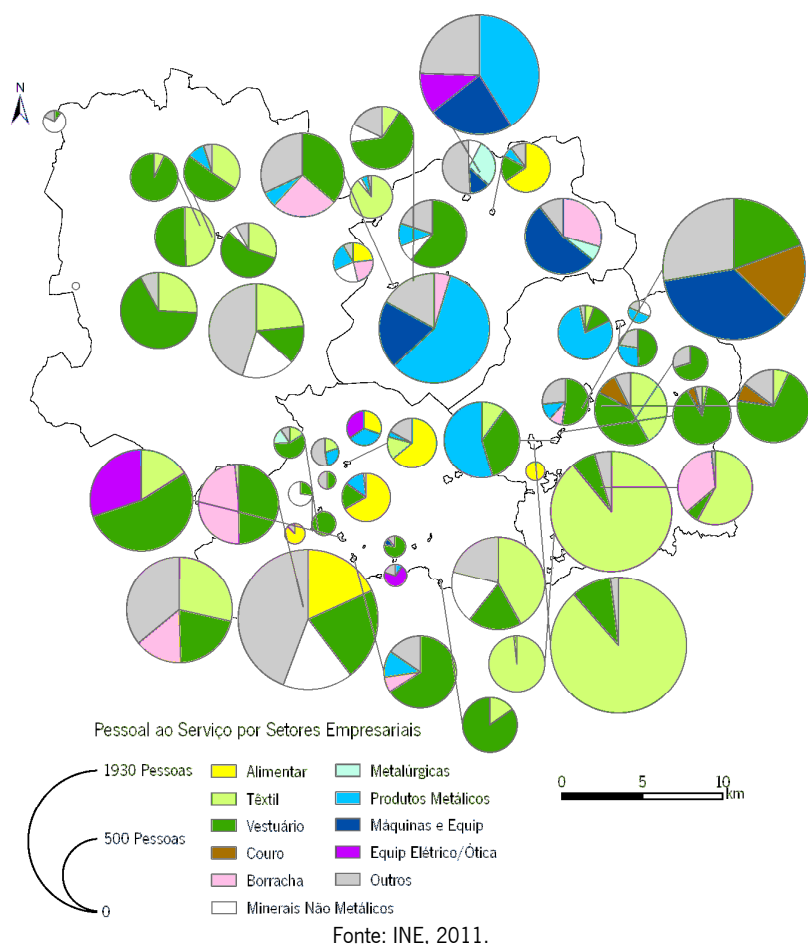 N
Pessoal ao Serviço por Setores Empresariais
1930 Pessoas
500 Pessoas
0
Alimentar
Têxtil
Vestuário
Couro
Borracha
Minerais Não Metálicos
Metalúrgicas
Produtos Metálicos
Máquinas e Equip
Equip Elétrico/Ótica
Outros
0 5 10
km
Fonte: INE, 2011.